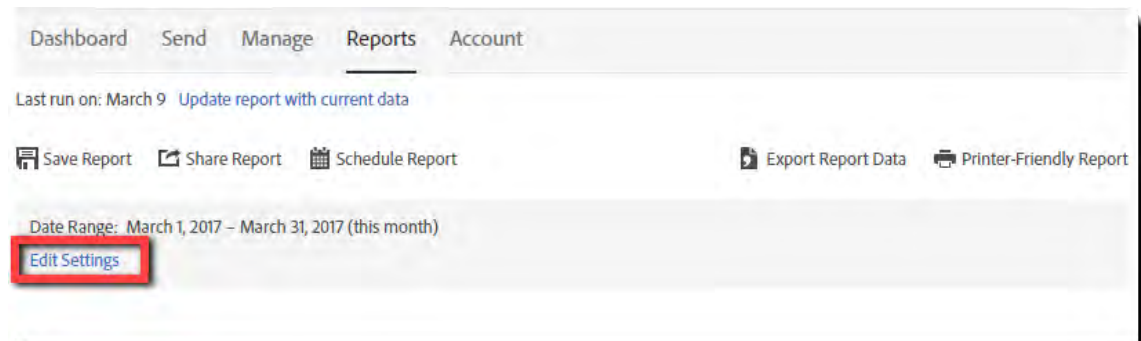 Dashboard Send Manage Reports Account
Last run on: March 9 Update report with current data
Save Report Share Report Schedule Report Export Report Data Printer-Friendly Report
Date Range: March 1, 2017 – March 31, 2017 (this month)
Edit Settings